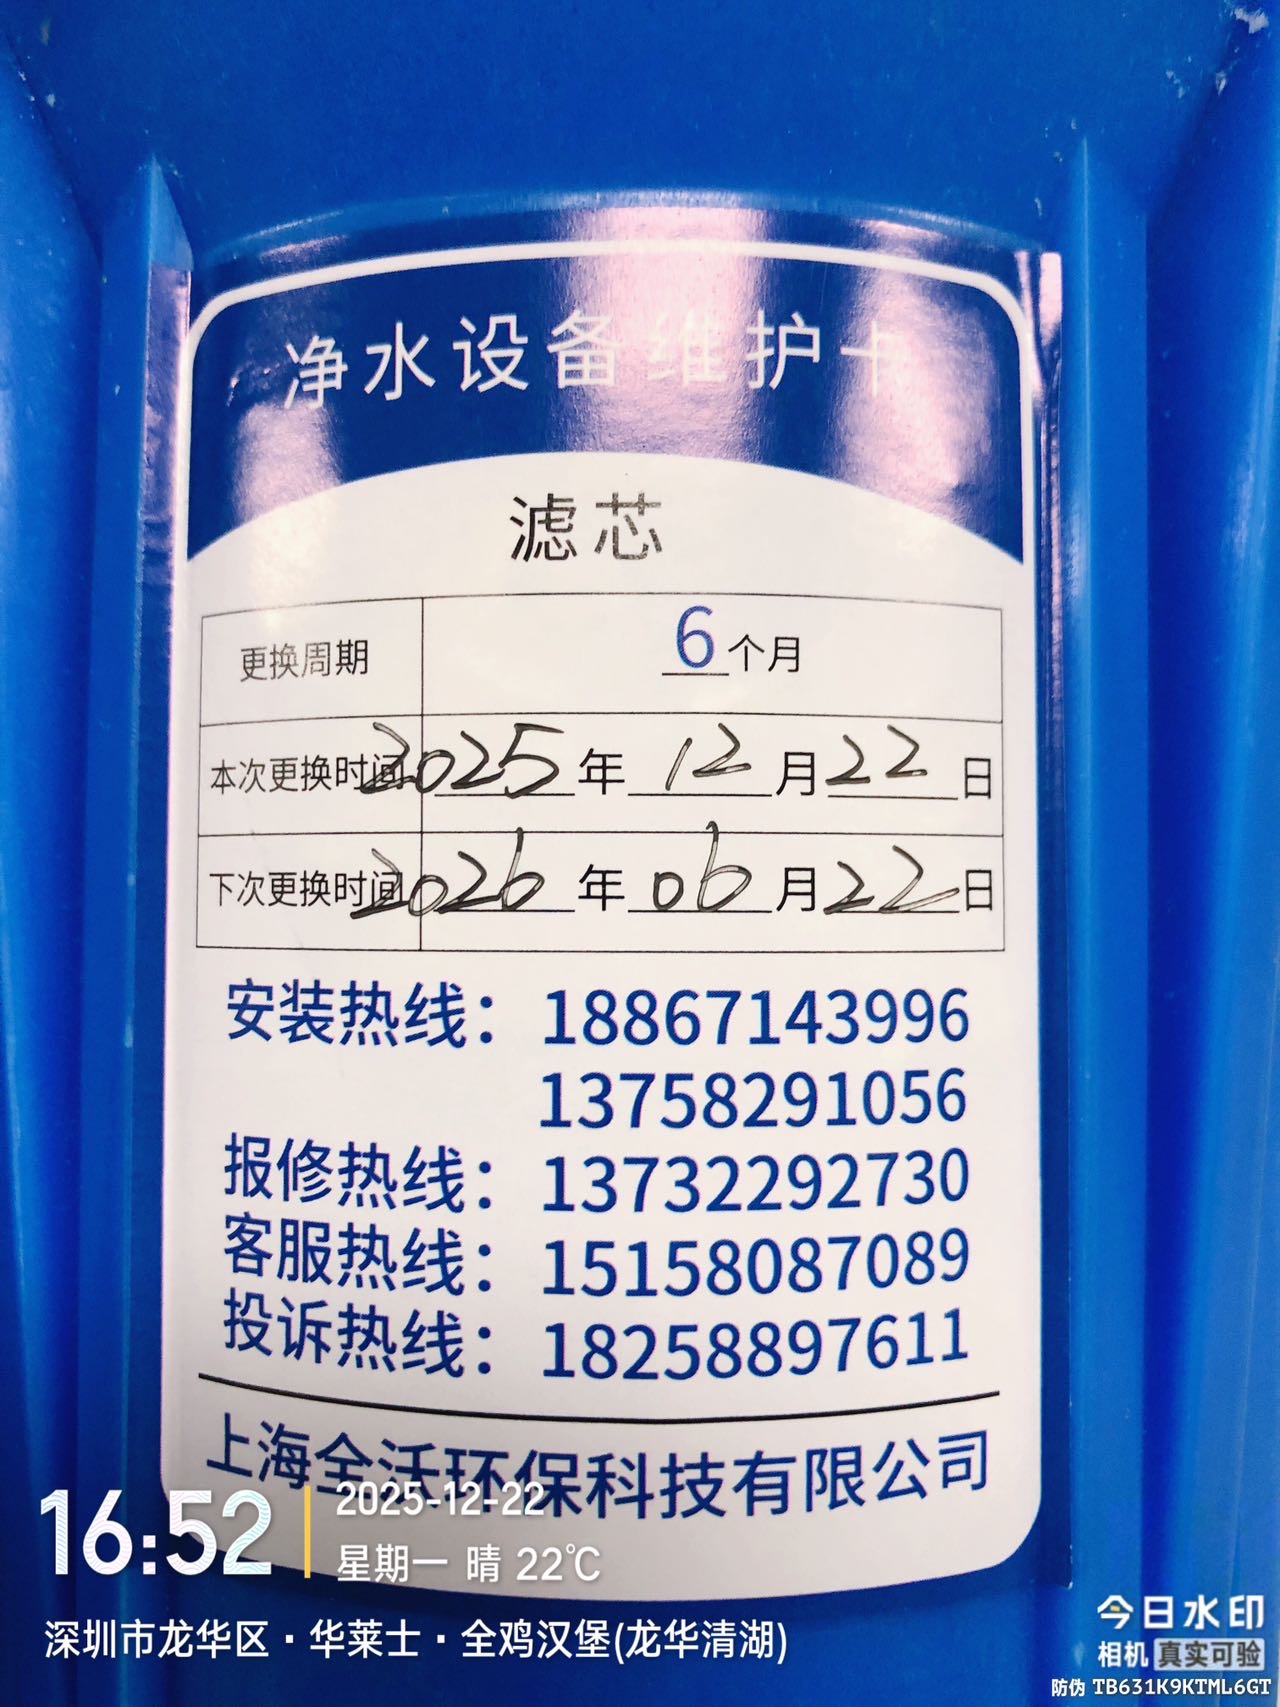 净水设备维护卡
滤芯
更换周期 6个月
本次更换时间 2025年12月22日
下次更换时间 2026年06月22日
安装热线：18867143996
13758291056
报修热线：13732292730
客服热线：15158087089
投诉热线：18258897611
上海全沃环保科技有限公司
16:52
2025-12-22
星期一 晴 22℃
深圳市龙华区·华莱士·全鸡汉堡(龙华清湖)
今日水印
相机 真实可验
防伪 TB631K9KTML6GT